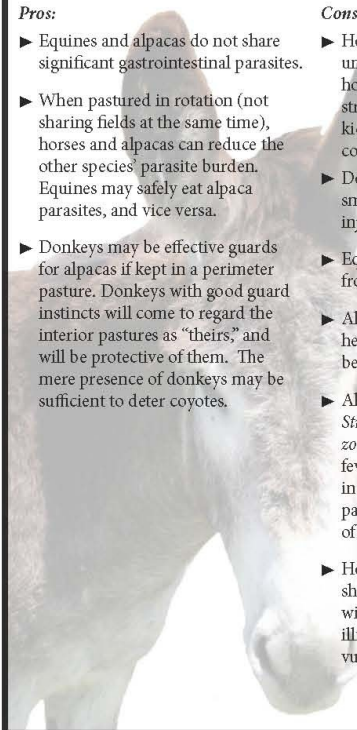 Pros:
► Equines and alpacas do not share
significant gastrointestinal parasites.
► When pastured in rotation (not
sharing fields at the same time),
horses and alpacas can reduce the
other species' parasite burden.
Equines may safely eat alpaca
parasites, and vice versa.
► Donkeys may be effective guards
for alpacas if kept in a perimeter
pasture. Donkeys with good guard
instincts will come to regard the
interior pastures as “theirs,” and
will be protective of them. The
mere presence of donkeys may be
sufficient to deter coyotes.